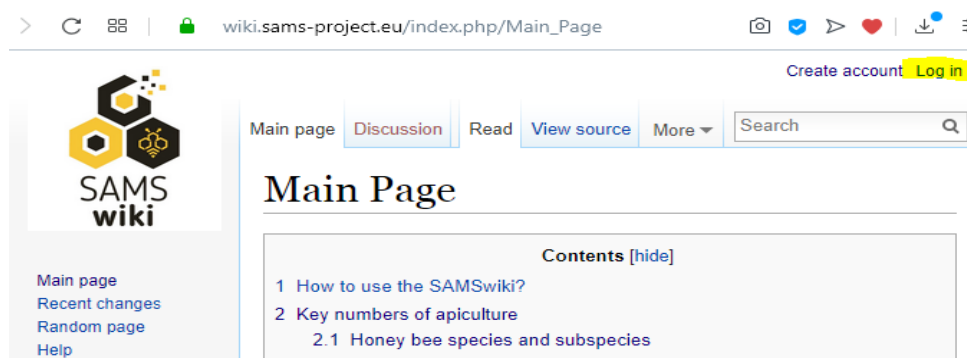 wiki.sams-project.eu/index.php/Main_Page
Create account Log in
SAMS
wiki
Main page Discussion Read View source More Search
Main Page
Contents [hide]
1 How to use the SAMSwiki?
2 Key numbers of apiculture
2.1 Honey bee species and subspecies
Main page
Recent changes
Random page
Help